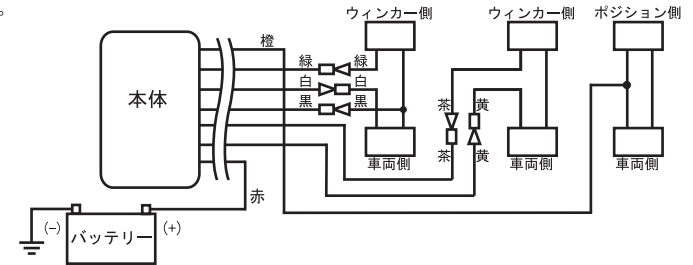 。
ウィンカー側 ウィンカー側 ポジション側
橙
緑 緑
白 白
黒 黒
本体
茶 黄
茶 黄
車両側 車両側 車両側
赤
(−) バッテリー (+)